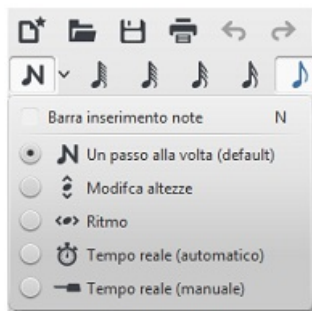 Barra inserimento note N
Un passo alla volta (default)
Modifca altezze
Ritmo
Tempo reale (automatico)
Tempo reale (manuale)